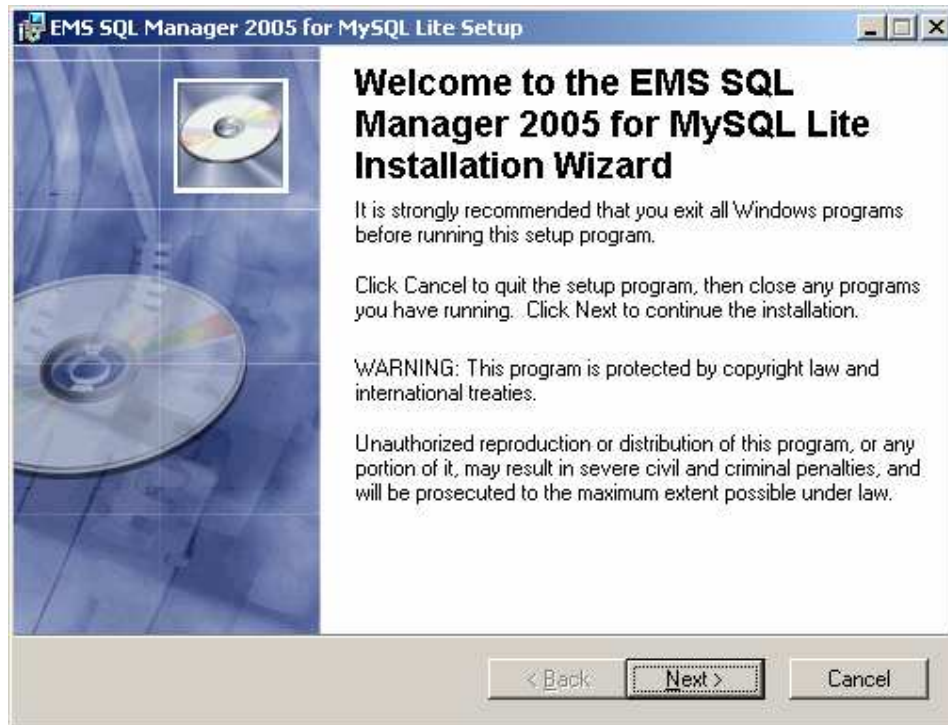 EMS SQL Manager 2005 for MySQL Lite Setup
Welcome to the EMS SQL
Manager 2005 for MySQL Lite
Installation Wizard
It is strongly recommended that you exit all Windows programs
before running this setup program.
Click Cancel to quit the setup program, then close any programs
you have running.  Click Next to continue the installation.
WARNING: This program is protected by copyright law and
international treaties.
Unauthorized reproduction or distribution of this program, or any
portion of it, may result in severe civil and criminal penalties, and
will be prosecuted to the maximum extent possible under law.
< Back
Next >
Cancel